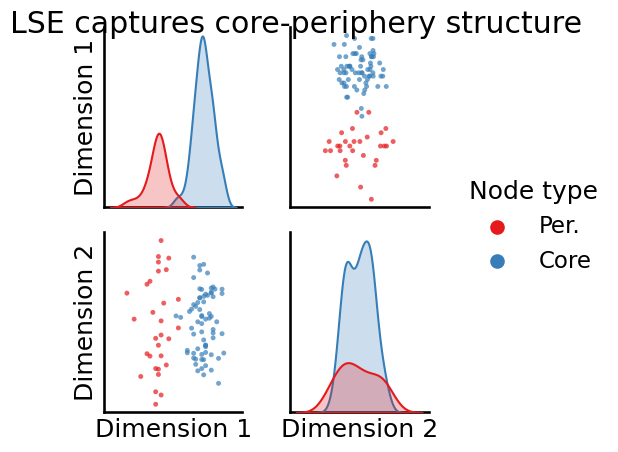 LSE captures core-periphery structure
Dimension 1
Node type
Per.
Core
Dimension 2
Dimension 1
Dimension 2